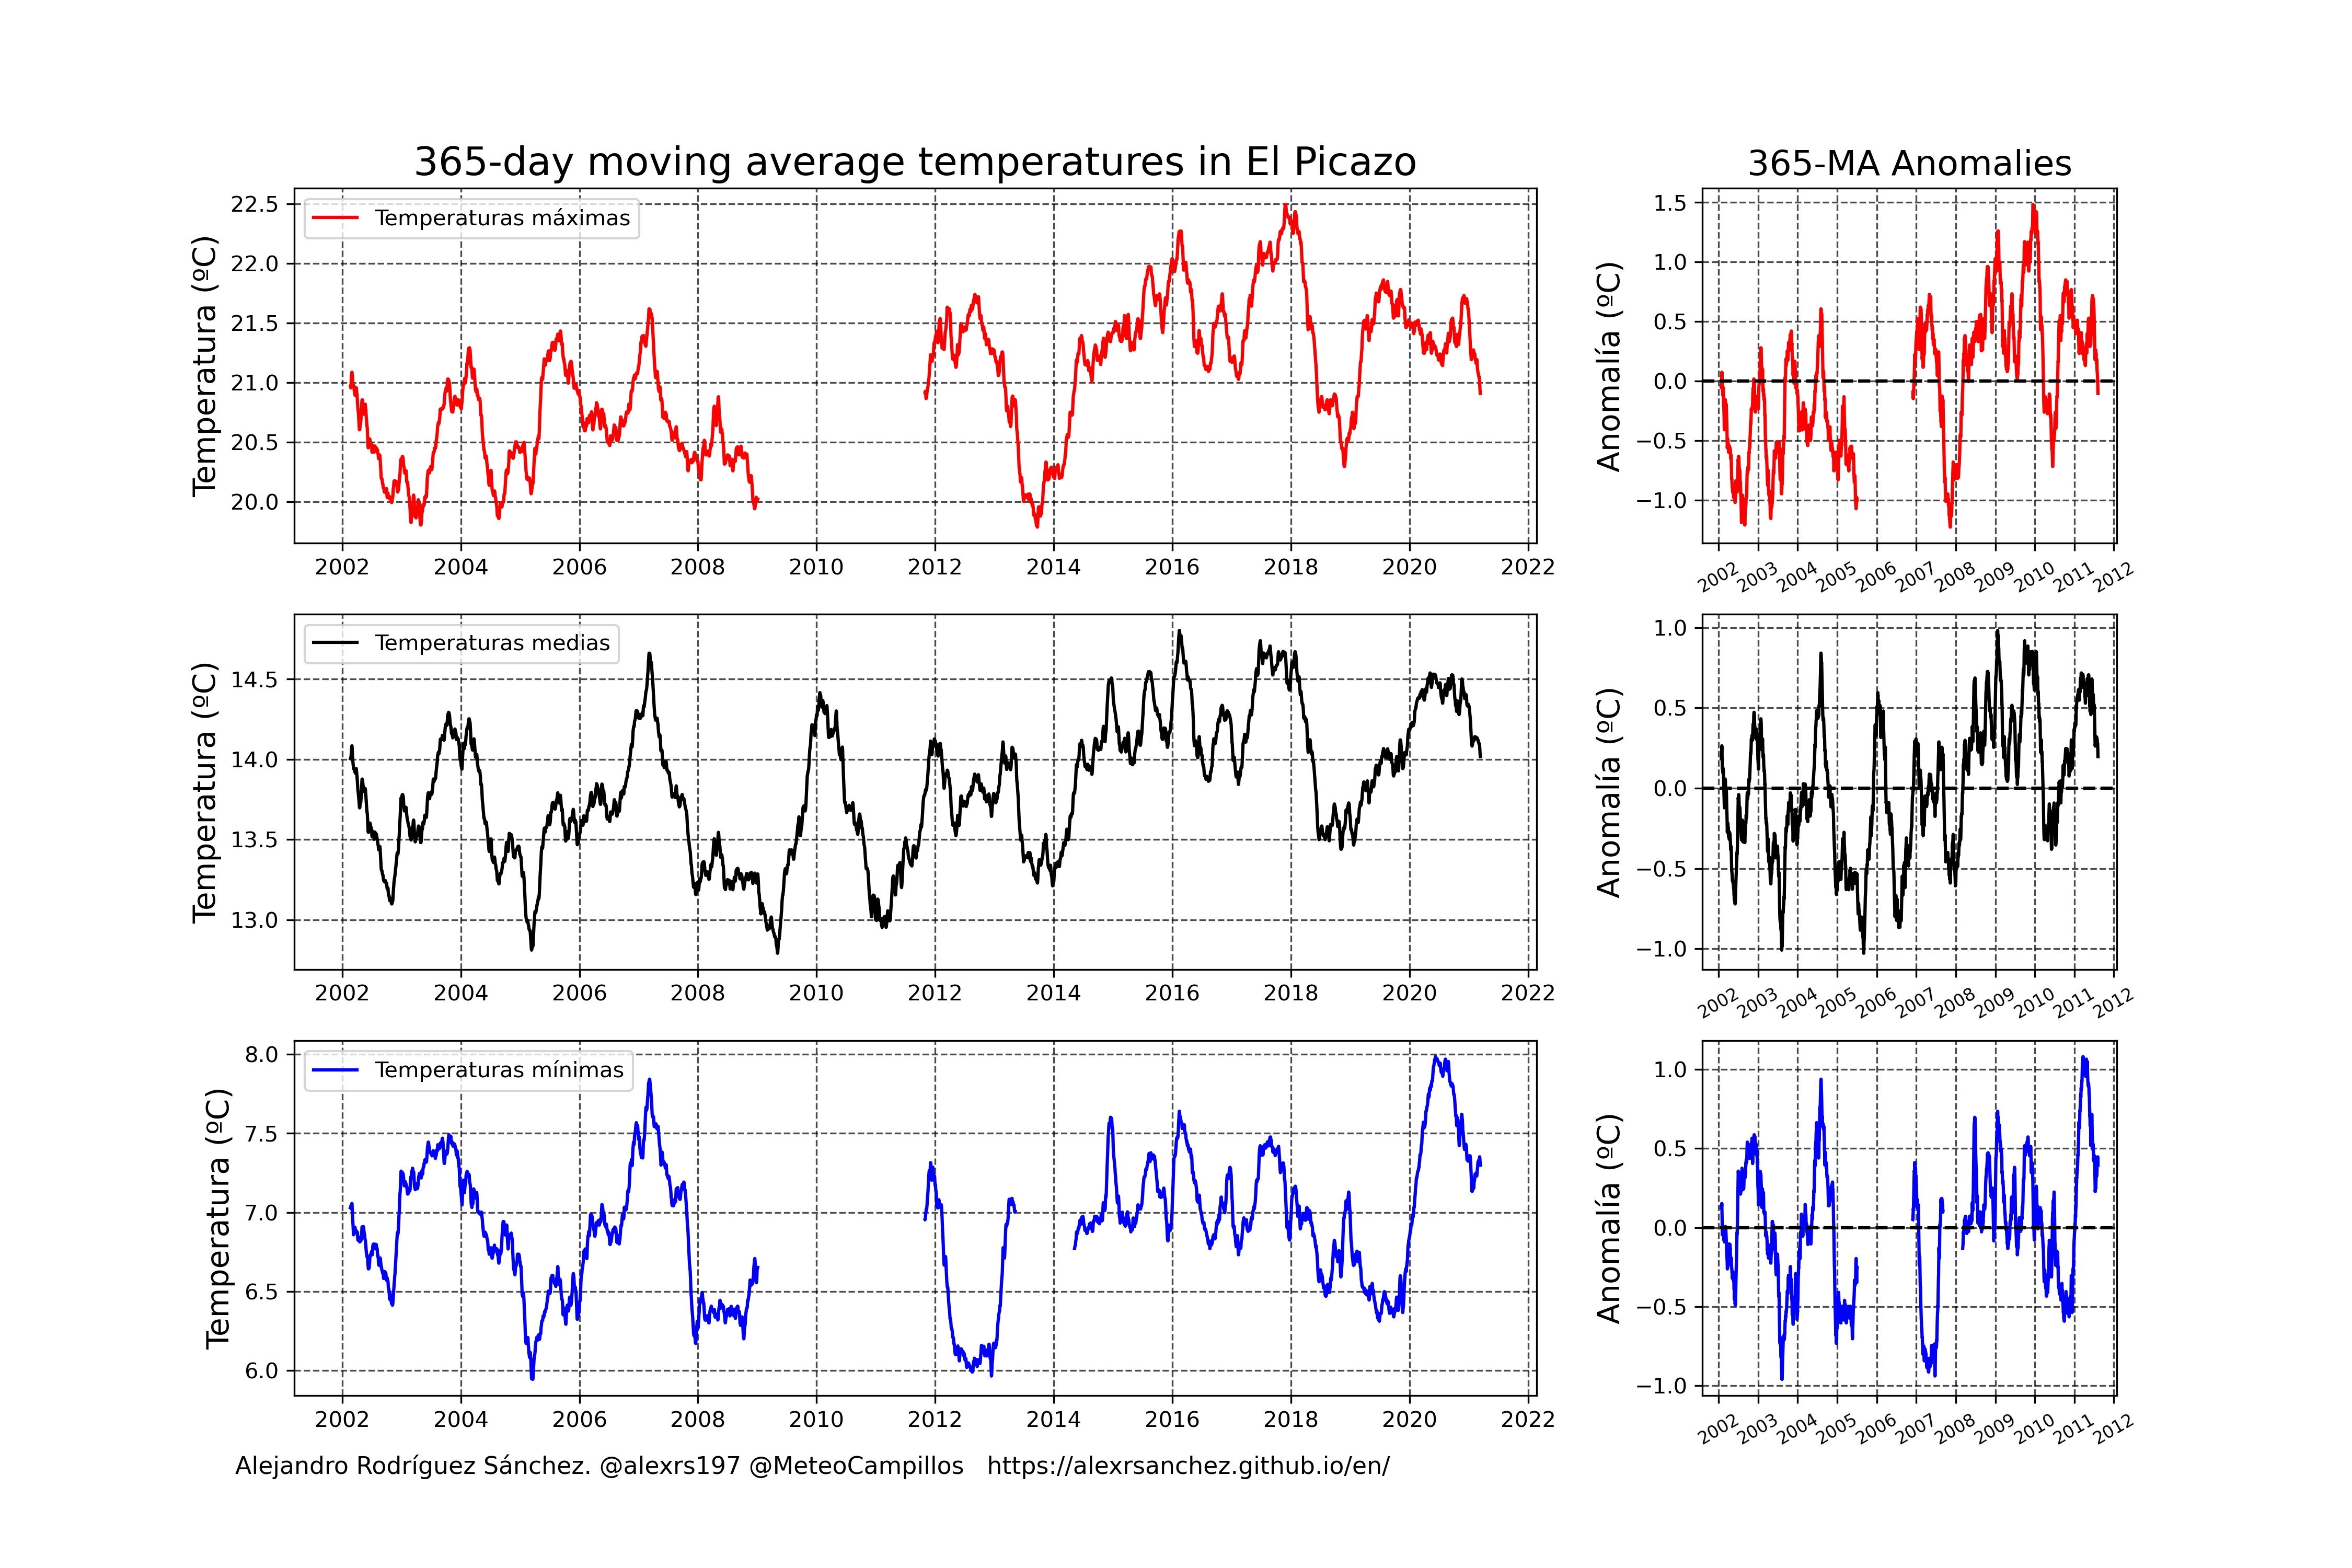 365-day moving average temperatures in El Picazo
365-MA Anomalies
Temperatura (ºC)
22.5
22.0
21.5
21.0
20.5
20.0
Temperaturas máximas
2002 2004 2006 2008 2010 2012 2014 2016 2018 2020 2022
Anomalía (ºC)
1.5
1.0
0.5
0.0
−0.5
−1.0
2002 2003 2004 2005 2006 2007 2008 2009 2010 2011 2012
Temperatura (ºC)
14.5
14.0
13.5
13.0
Temperaturas medias
2002 2004 2006 2008 2010 2012 2014 2016 2018 2020 2022
Anomalía (ºC)
1.0
0.5
0.0
−0.5
−1.0
2002 2003 2004 2005 2006 2007 2008 2009 2010 2011 2012
Temperatura (ºC)
8.0
7.5
7.0
6.5
6.0
Temperaturas mínimas
2002 2004 2006 2008 2010 2012 2014 2016 2018 2020 2022
Anomalía (ºC)
1.0
0.5
0.0
−0.5
−1.0
2002 2003 2004 2005 2006 2007 2008 2009 2010 2011 2012
Alejandro Rodríguez Sánchez. @alexrs197 @MeteoCampillos https://alexrsanchez.github.io/en/